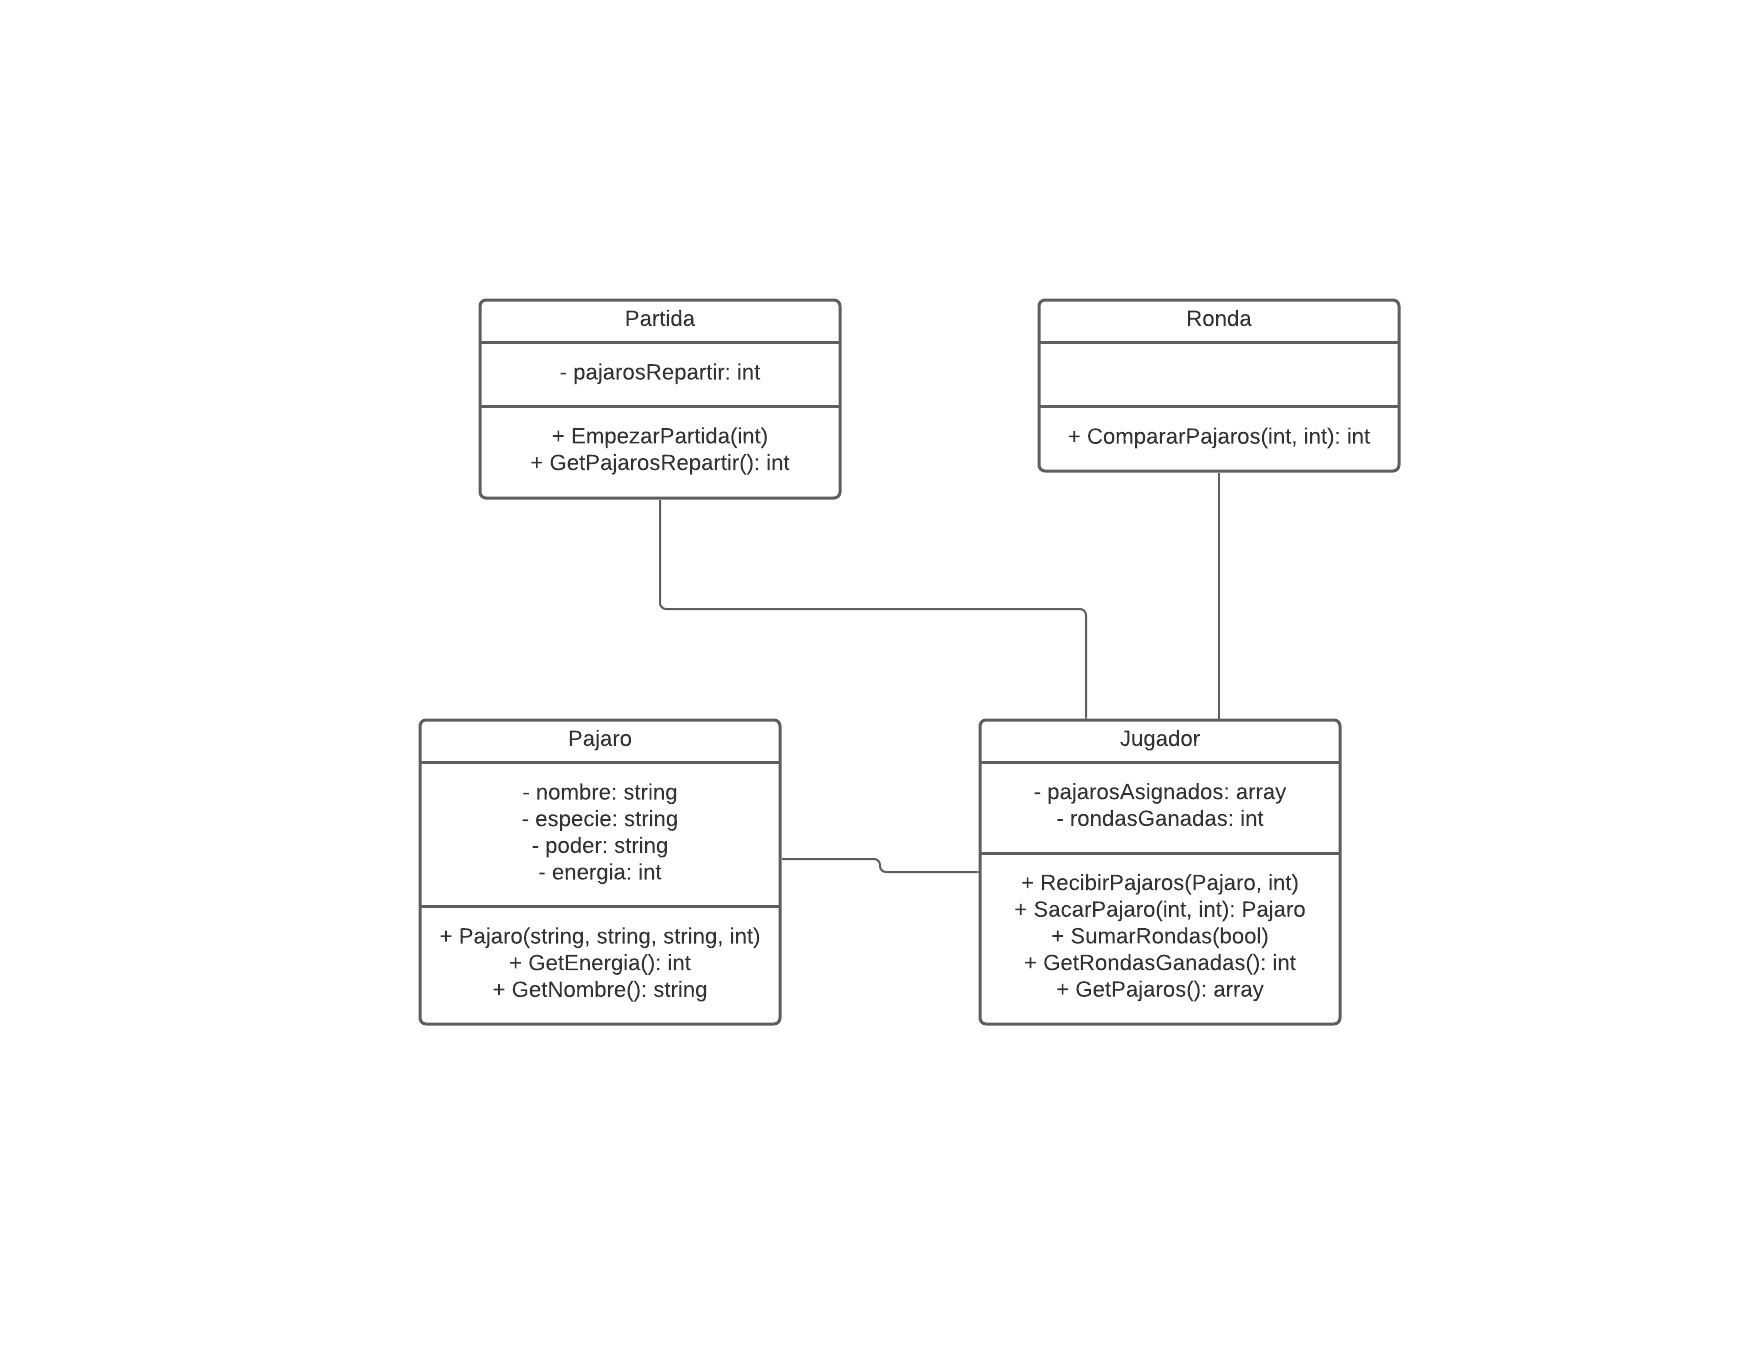 Partida
- pajarosRepartir: int
+ EmpezarPartida(int)
+ GetPajarosRepartir(): int
Ronda
+ CompararPajaros(int, int): int
Pajaro
- nombre: string
- especie: string
- poder: string
- energia: int
+ Pajaro(string, string, string, int)
+ GetEnergia(): int
+ GetNombre(): string
Jugador
- pajarosAsignados: array
- rondasGanadas: int
+ RecibirPajaros(Pajaro, int)
+ SacarPajaro(int, int): Pajaro
+ SumarRondas(bool)
+ GetRondasGanadas(): int
+ GetPajaros(): array